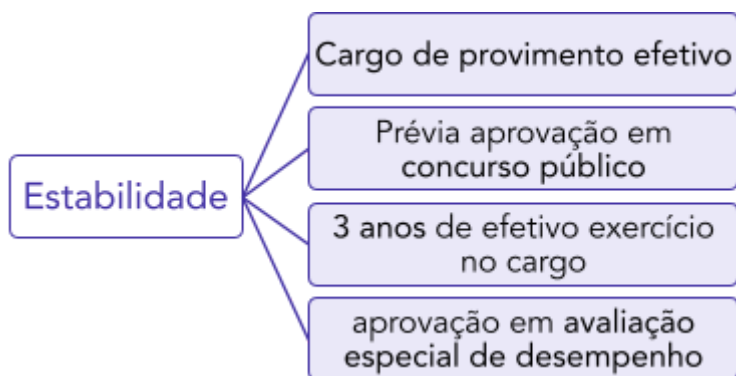 Estabilidade
Cargo de provimento efetivo
Prévia aprovação em
concurso público
3 anos de efetivo exercício
no cargo
aprovação em avaliação
especial de desempenho